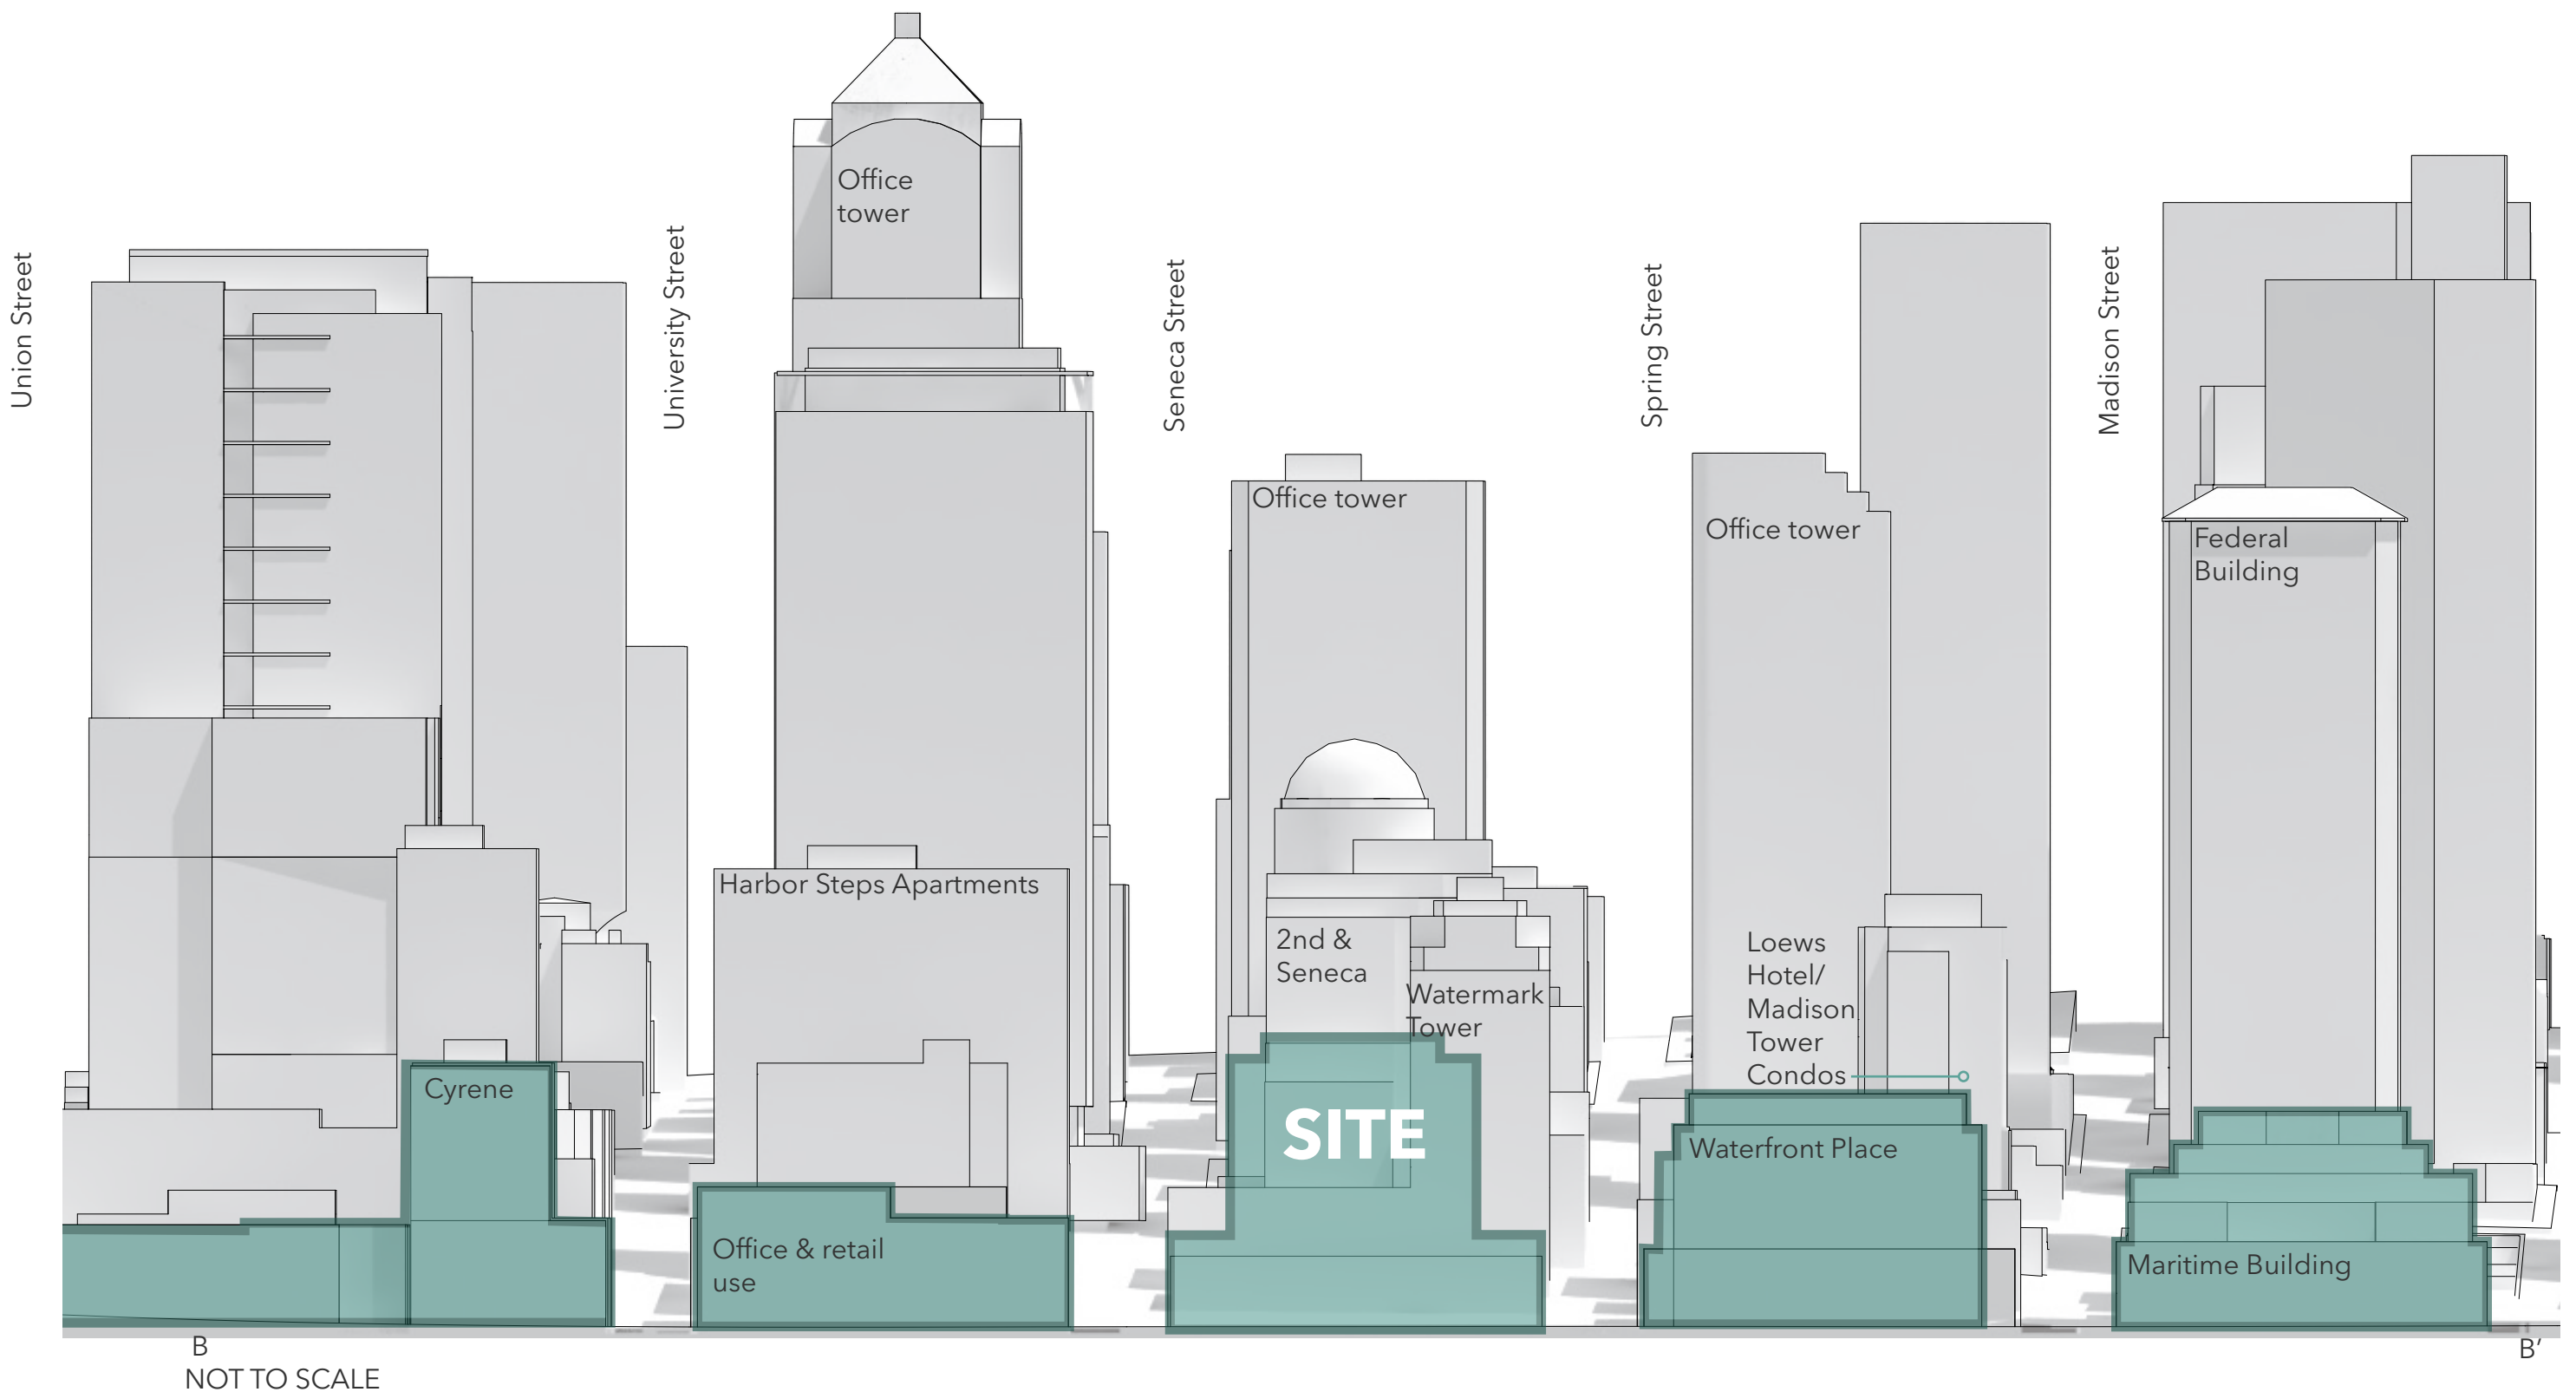 Union Street
University Street
Office
tower
Seneca Street
Spring Street
Madison Street
Office tower
Office tower
Federal
Building
Harbor Steps Apartments
2nd &
Seneca
Watermark
Tower
Loews
Hotel/
Madison
Tower
Condos
Cyrene
SITE
Waterfront Place
Office & retail
use
Maritime Building
B
B’
NOT TO SCALE